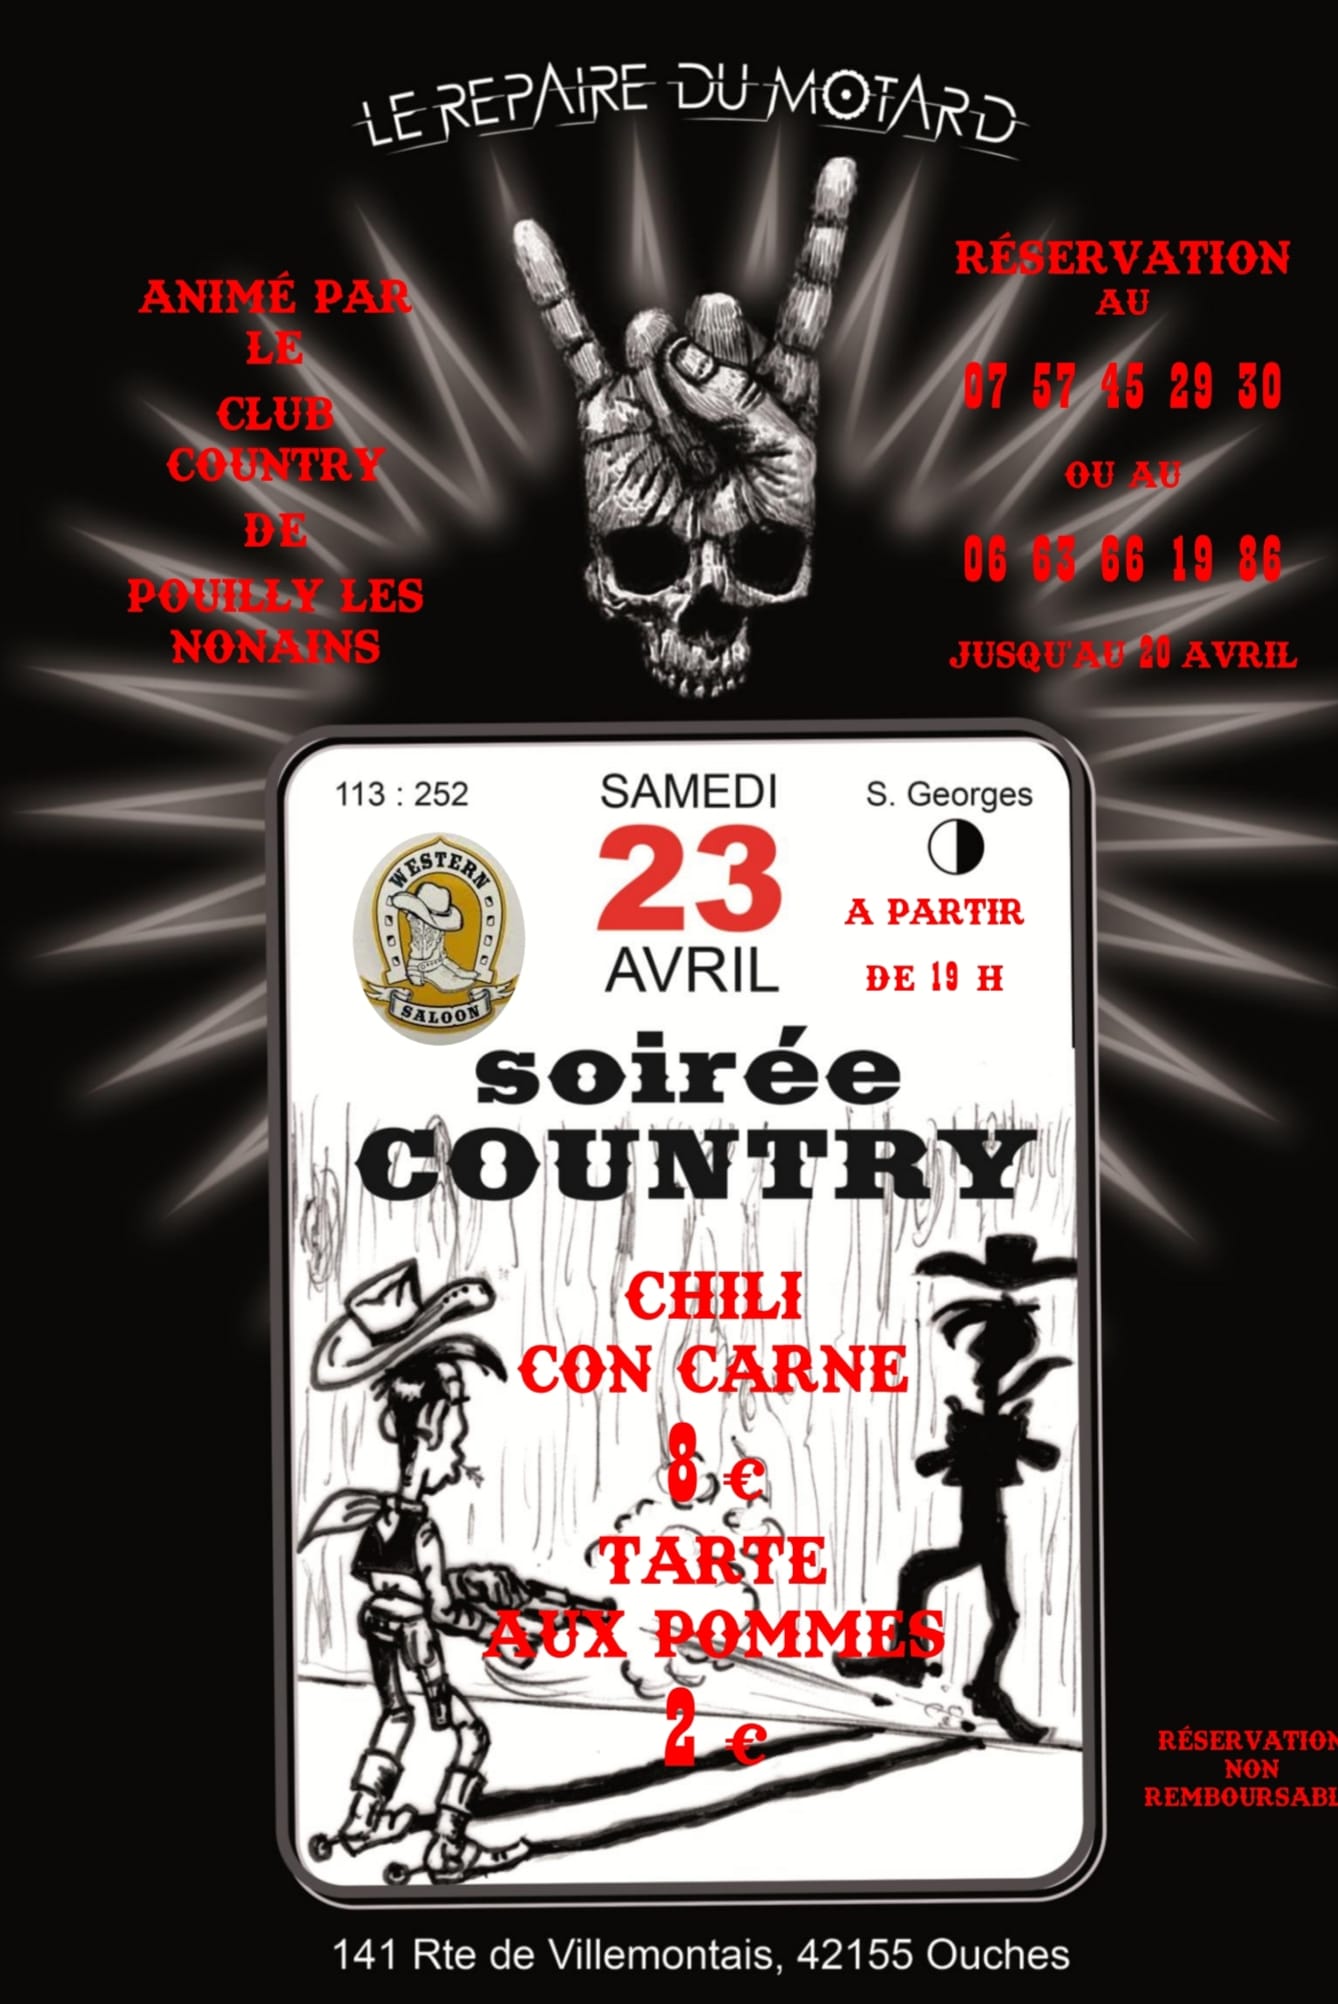 LE REPAIRE DU MOTARD
ANIMÉ PAR
LE
CLUB
COUNTRY
DE
POUILLY LES
NONAINS
RÉSERVATION
AU
07 57 45 29 30
OU AU
06 63 66 19 86
JUSQU'AU 20 AVRIL
113 : 252
SAMEDI
S. Georges
23
AVRIL
WESTERN
SALOON
A PARTIR
DE 19 H
soirée
COUNTRY
CHILI
CON CARNE
8 €
TARTE
AUX POMMES
2 €
RÉSERVATION
NON
REMBOURSABL
141 Rte de Villemontais, 42155 Ouches